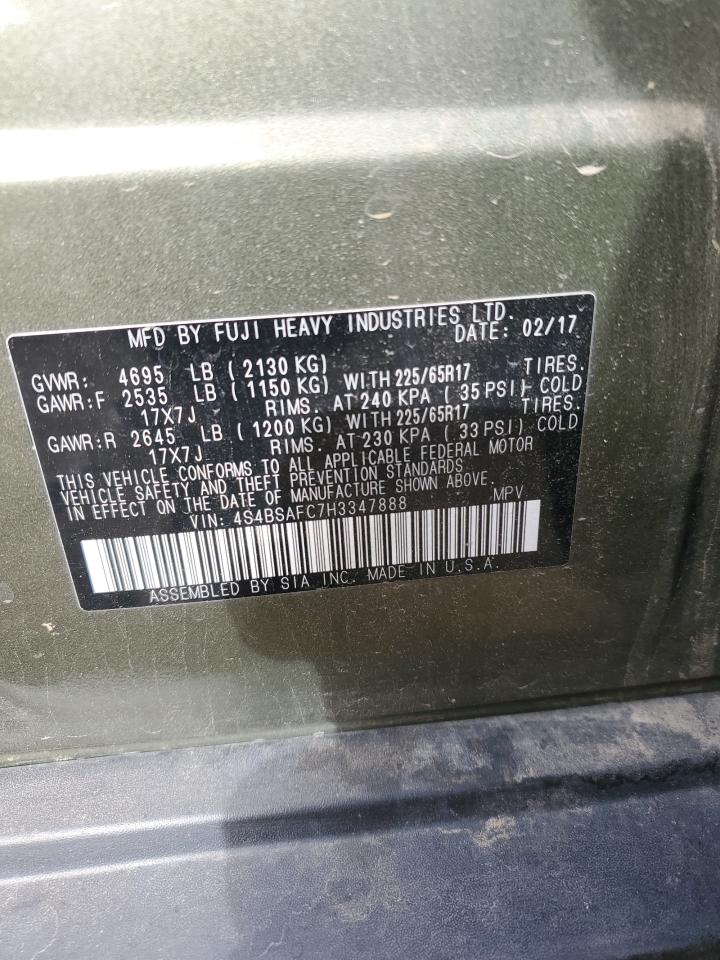 MFD BY FUJI HEAVY INDUSTRIES LTD.
DATE: 02/17
GVWR: 4695 LB ( 2130 KG)
GAWR:F 2535 LB ( 1150 KG) WITH 225/65R17 TIRES.
17X7J RIMS. AT 240 KPA ( 35 PSI) COLD
GAWR:R 2645 LB ( 1200 KG) WITH 225/65R17 TIRES.
17X7J RIMS. AT 230 KPA ( 33 PSI) COLD
THIS VEHICLE CONFORMS TO ALL APPLICABLE FEDERAL MOTOR
VEHICLE SAFETY AND THEFT PREVENTION STANDARDS
IN EFFECT ON THE DATE OF MANUFACTURE SHOWN ABOVE.
VIN: 4S4BSAFC7H3347888 MPV
ASSEMBLED BY SIA INC. MADE IN U.S.A.